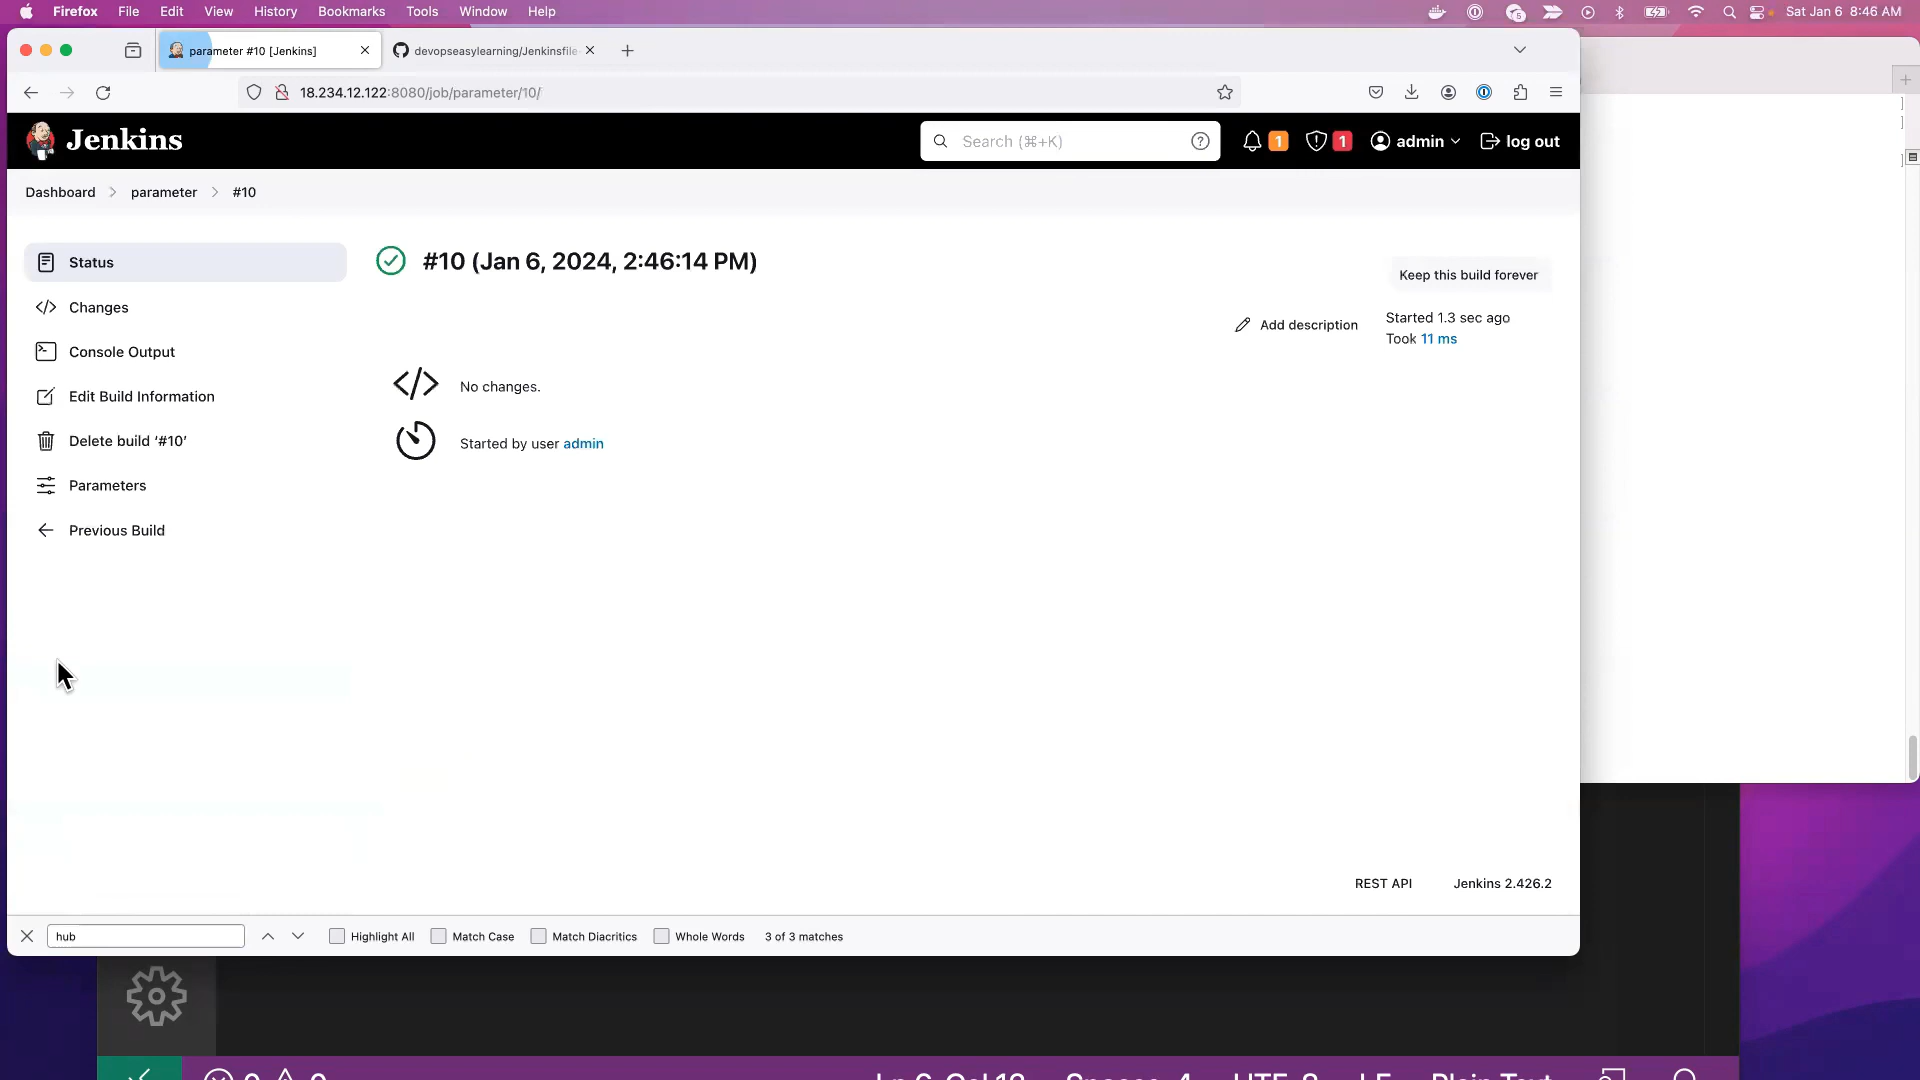 Firefox File Edit View History Bookmarks Tools Window Help
5
Sat Jan 6 8:46 AM
parameter #10 [Jenkins]
devopseasylearning/Jenkinsfile
18.234.12.122:8080/job/parameter/10/
Jenkins
Search (⌘+K)
1
1
admin
log out
Dashboard > parameter > #10
Status
Changes
Console Output
Edit Build Information
Delete build ‘#10’
Parameters
Previous Build
#10 (Jan 6, 2024, 2:46:14 PM)
Keep this build forever
Add description
Started 1.3 sec ago
Took 11 ms
No changes.
Started by user admin
REST API
Jenkins 2.426.2
hub
Highlight All
Match Case
Match Diacritics
Whole Words
3 of 3 matches